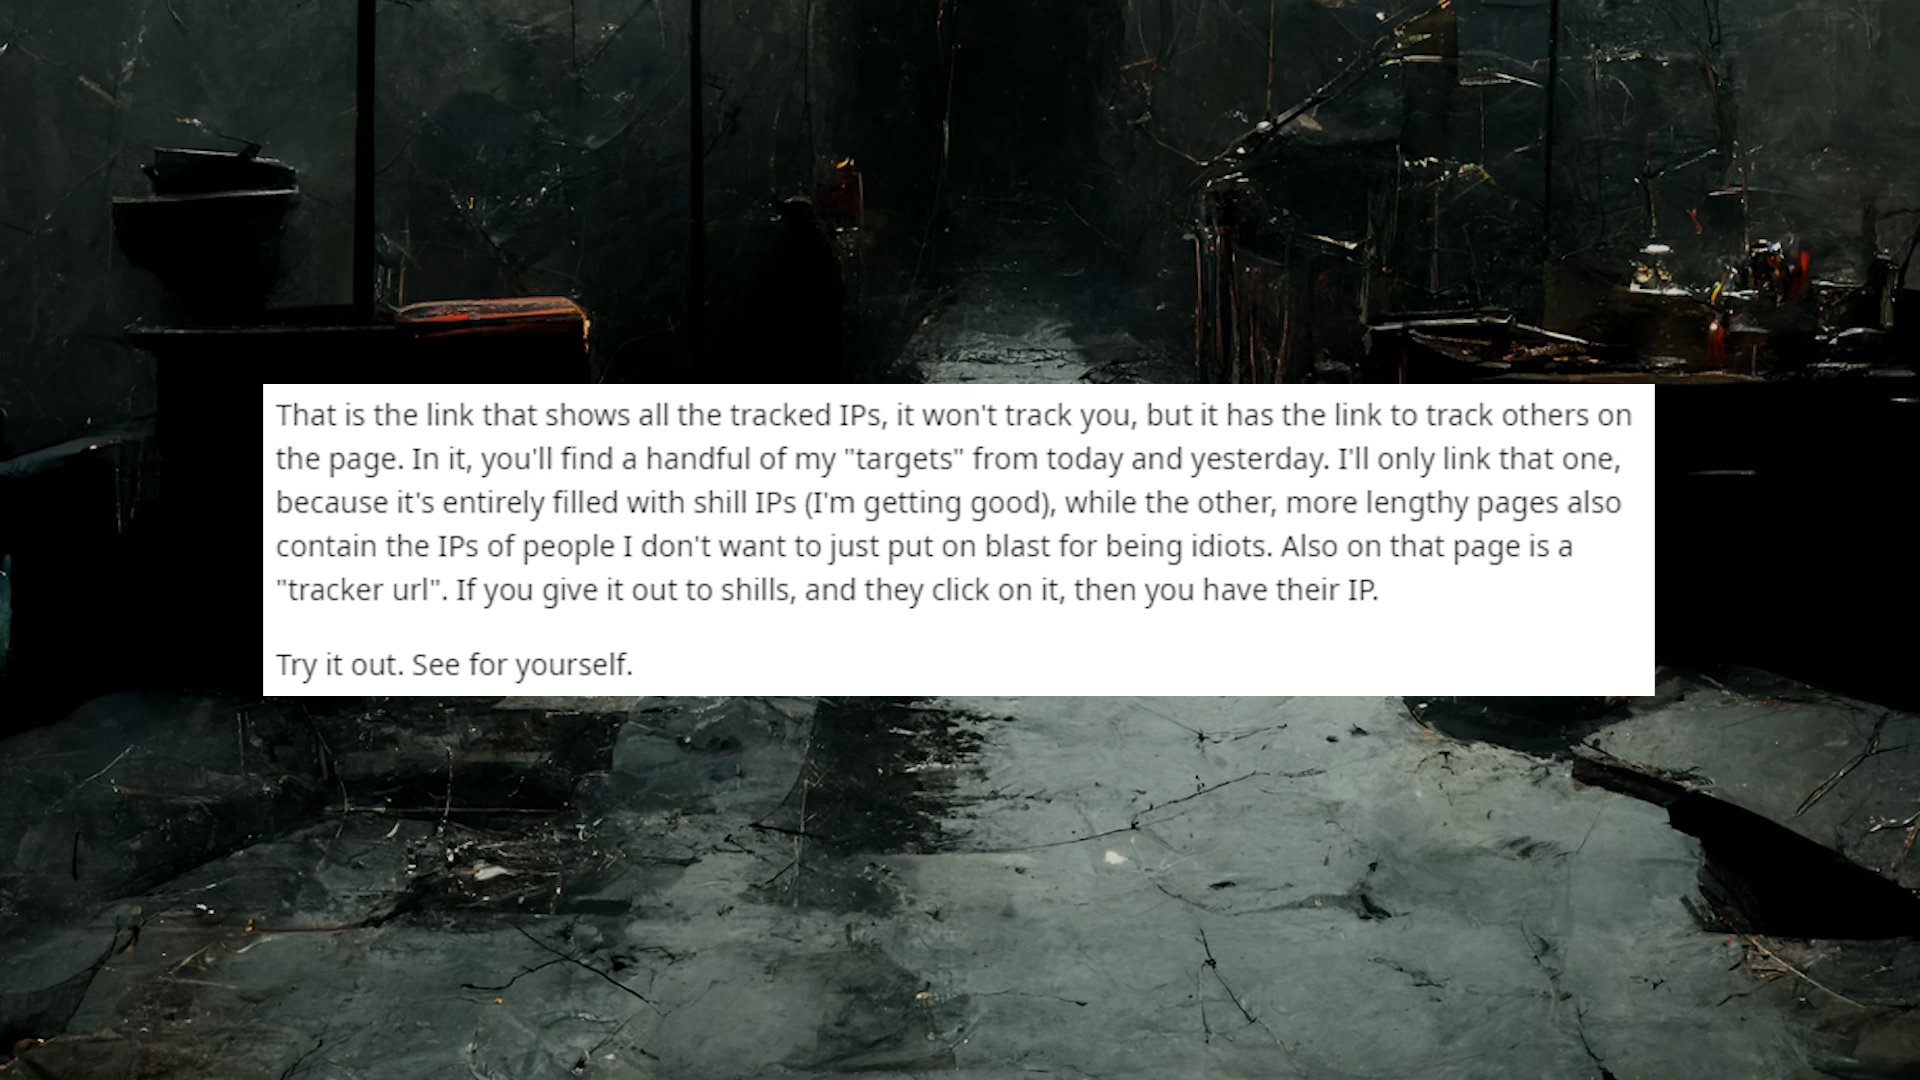 That is the link that shows all the tracked IPs, it won't track you, but it has the link to track others on
the page. In it, you'll find a handful of my "targets" from today and yesterday. I'll only link that one,
because it's entirely filled with shill IPs (I'm getting good), while the other, more lengthy pages also
contain the IPs of people I don't want to just put on blast for being idiots. Also on that page is a
"tracker url". If you give it out to shills, and they click on it, then you have their IP.
Try it out. See for yourself.